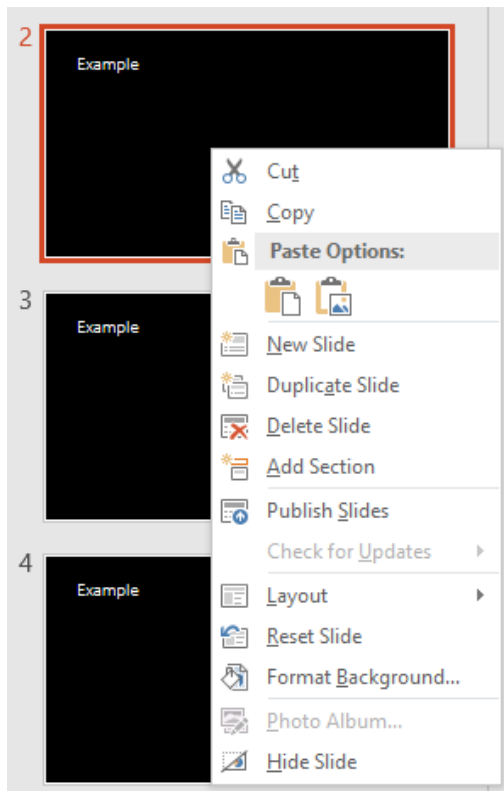 2
Example
Cut
Copy
Paste Options:
3
Example
New Slide
Duplicate Slide
Delete Slide
Add Section
Publish Slides
Check for Updates
4
Example
Layout
Reset Slide
Format Background...
Photo Album...
Hide Slide